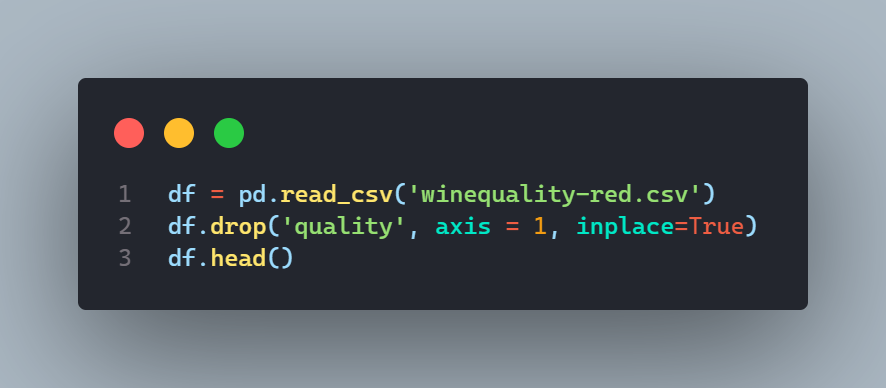 1 df = pd.read_csv('winequality-red.csv')
2 df.drop('quality', axis = 1, inplace=True)
3 df.head()